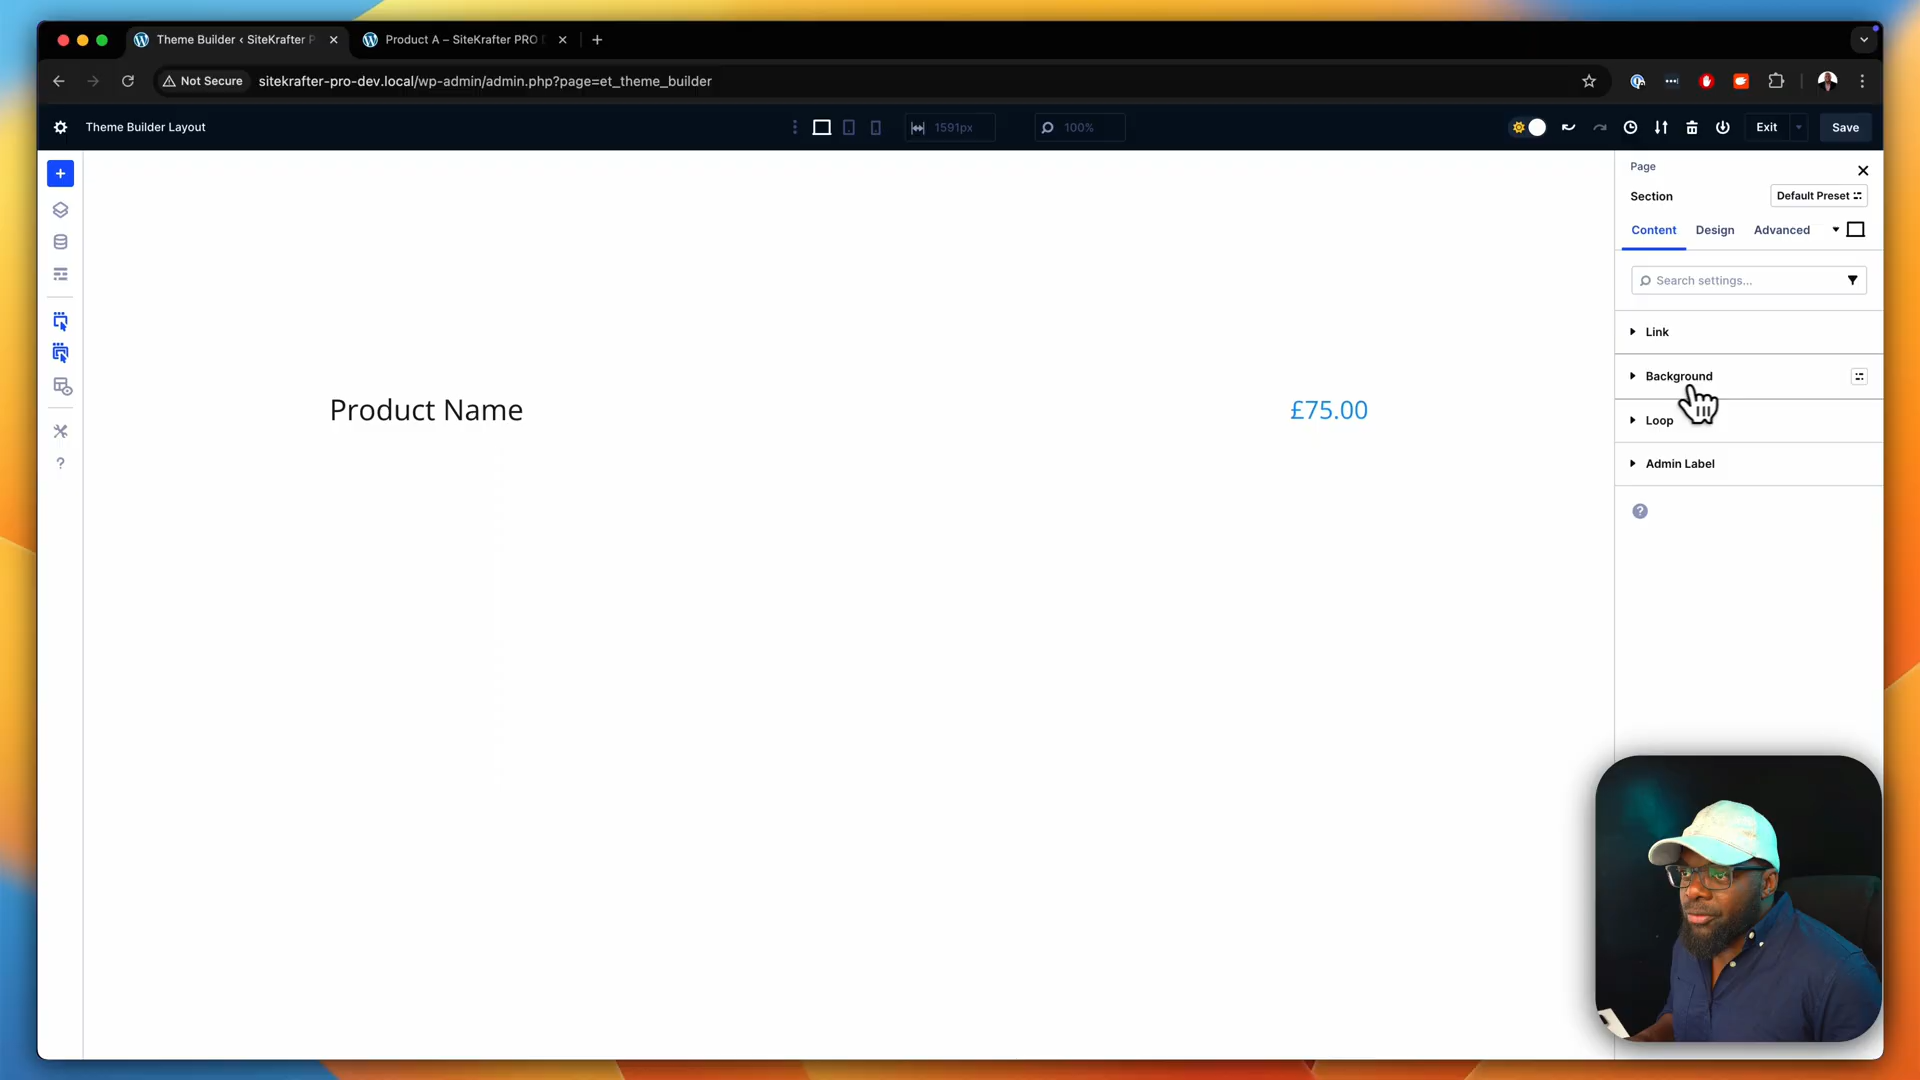 Theme Builder ‹ SiteKrafter P
Product A – SiteKrafter PRO
Not Secure
sitekrafter-pro-dev.local/wp-admin/admin.php?page=et_theme_builder
Theme Builder Layout
1591px
100%
Exit
Save
Page
Section
Default Preset
Content
Design
Advanced
Search settings...
Link
Background
Loop
Admin Label
?
?
Product Name
£75.00